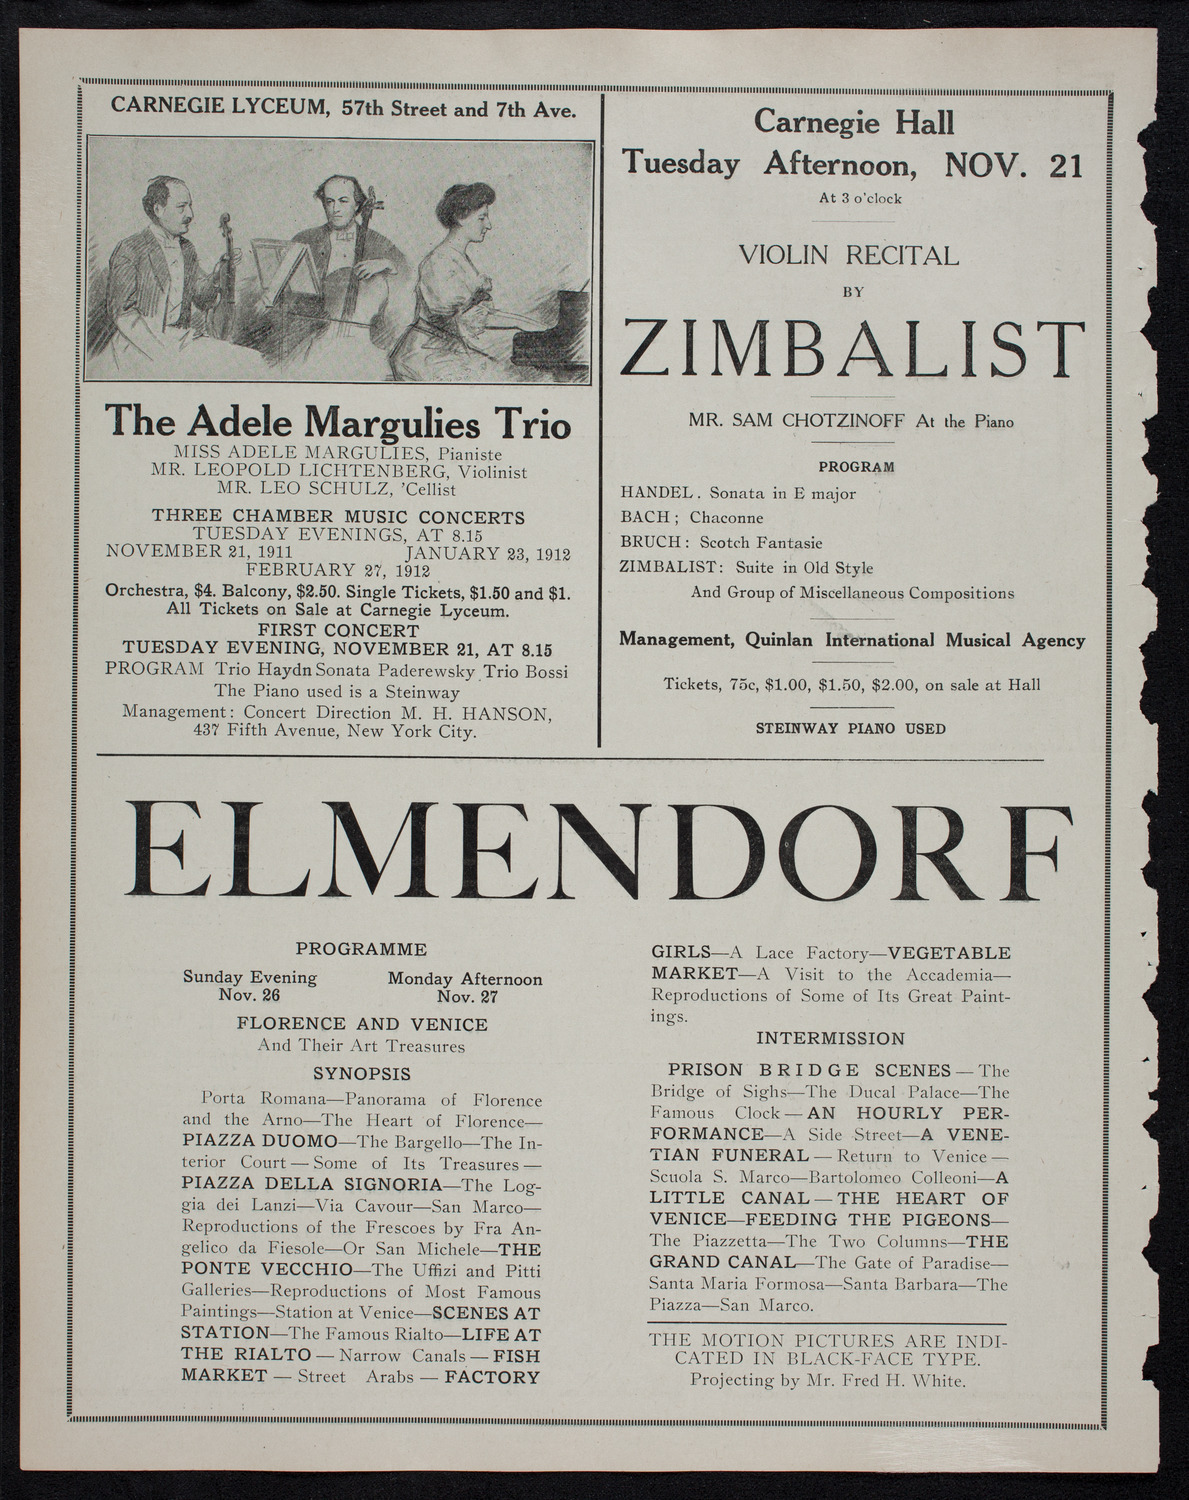 CARNEGIE LYCEUM, 57th Street and 7th Ave.
The Adele Margulies Trio
MISS ADELE MARGULIES, Pianiste
MR. LEOPOLD LICHTENBERG, Violinist
MR. LEO SCHULZ, 'Cellist
THREE CHAMBER MUSIC CONCERTS
TUESDAY EVENINGS, AT 8.15
NOVEMBER 21, 1911 JANUARY 23, 1912
FEBRUARY 27, 1912
Orchestra, $4. Balcony, $2.50. Single Tickets, $1.50 and $1.
All Tickets on Sale at Carnegie Lyceum.
FIRST CONCERT
TUESDAY EVENING, NOVEMBER 21, AT 8.15
PROGRAM Trio Haydn Sonata Paderewsky Trio Bossi
The Piano used is a Steinway
Management: Concert Direction M. H. HANSON,
437 Fifth Avenue, New York City.
Carnegie Hall
Tuesday Afternoon, NOV. 21
At 3 o'clock
VIOLIN RECITAL
BY
ZIMBALIST
MR. SAM CHOTZINOFF At the Piano
PROGRAM
HANDEL. Sonata in E major
BACH; Chaconne
BRUCH: Scotch Fantasie
ZIMBALIST: Suite in Old Style
And Group of Miscellaneous Compositions
Management, Quinlan International Musical Agency
Tickets, 75c, $1.00, $1.50, $2.00, on sale at Hall
STEINWAY PIANO USED
ELMENDORF
PROGRAMME
Sunday Evening Monday Afternoon
Nov. 26 Nov. 27
FLORENCE AND VENICE
And Their Art Treasures
SYNOPSIS
Porta Romana—Panorama of Florence
and the Arno—The Heart of Florence—
PIAZZA DUOMO—The Bargello—The In-
terior Court—Some of Its Treasures—
PIAZZA DELLA SIGNORIA—The Log-
gia dei Lanzi—Via Cavour—San Marco—
Reproductions of the Frescoes by Fra An-
gelico da Fiesole—Or San Michele—THE
PONTE VECCHIO—The Uffizi and Pitti
Galleries—Reproductions of Most Famous
Paintings—Station at Venice—SCENES AT
STATION—The Famous Rialto—LIFE AT
THE RIALTO—Narrow Canals—FISH
MARKET—Street Arabs—FACTORY
GIRLS—A Lace Factory—VEGETABLE
MARKET—A Visit to the Accademia—
Reproductions of Some of Its Great Paint-
ings.
INTERMISSION
PRISON BRIDGE SCENES—The
Bridge of Sighs—The Ducal Palace—The
Famous Clock—AN HOURLY PER-
FORMANCE—A Side Street—A VENE-
TIAN FUNERAL—Return to Venice—
Scuola S. Marco—Bartolomeo Colleoni—A
LITTLE CANAL—THE HEART OF
VENICE—FEEDING THE PIGEONS—
The Piazzetta—The Two Columns—THE
GRAND CANAL—The Gate of Paradise—
Santa Maria Formosa—Santa Barbara—The
Piazza—San Marco.
THE MOTION PICTURES ARE INDI-
CATED IN BLACK-FACE TYPE.
Projecting by Mr. Fred H. White.